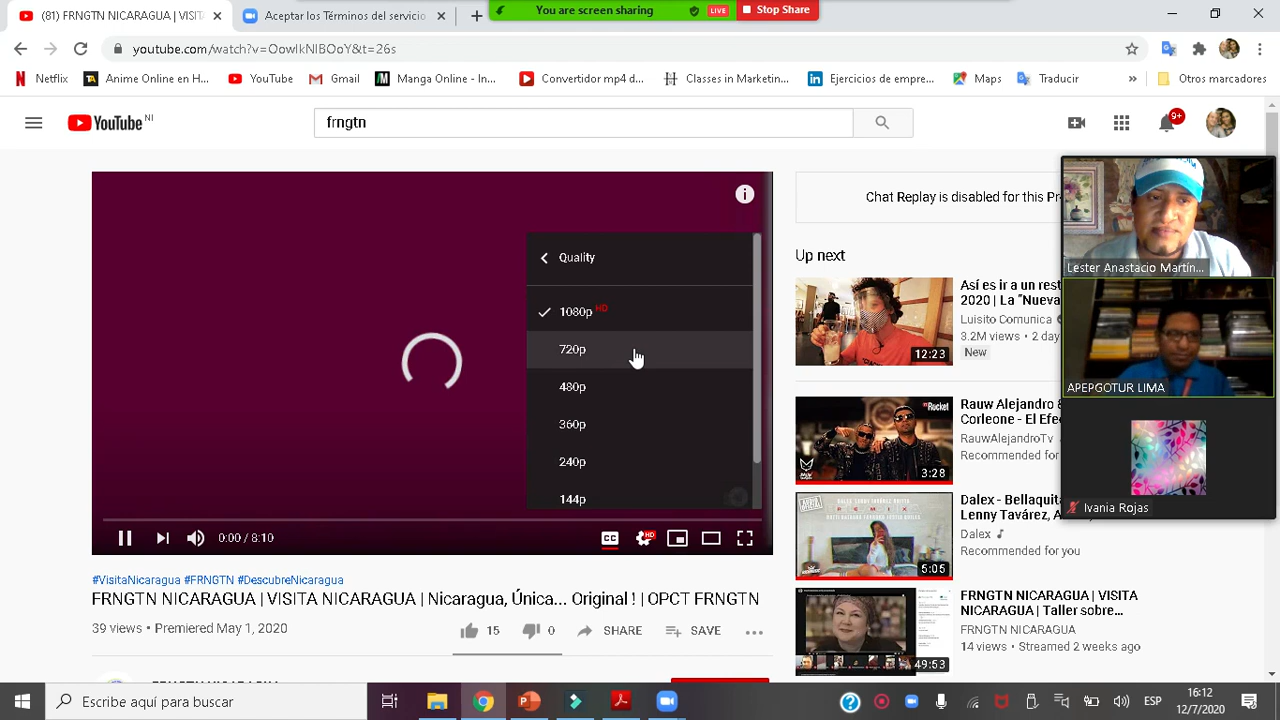 (81) FRNGTN NICARAGUA | VISITA
Aceptar los Términos del servicio
You are screen sharing
LIVE
Stop Share
youtube.com/watch?v=OowIkNIBOoY&t=26s
Netflix
Anime Online en H...
YouTube
Gmail
Manga Online - In...
Convertidor mp4 d...
Classes in Marketin...
Ejercicios de empre...
Maps
Traducir
»
Otros marcadores
YouTube NI
frngtn
9+
Quality
1080p HD
720p
480p
360p
240p
144p
0:00 / 8:10
CC
HD
#VisitaNicaragua #FRNGTN #DescubreNicaragua
FRNGTN NICARAGUA | VISITA NICARAGUA | Nicaragua, Única... Original ! | OPCT FRNGTN
39 views • Premiered May 1, 2020
15
0
SHARE
SAVE
Chat Replay is disabled for this Pr
Up next
Así es ir a un rest
2020 | La "Nueva
Luisito Comunica
3.2M views • 2 day
New
12:23
Rauw Alejandro &
Corleone - El Efe
RauwAlejandroTv
Recommended for
3:28
Dalex - Bellaquita
Lenny Tavárez, A
Dalex
Recommended for you
REMIX
5:05
FRNGTN NICARAGUA | VISITA
NICARAGUA | Taller sobre...
FRNGTN NICARAGUA
14 views • Streamed 2 weeks ago
49:53
Lester Anastacio Martín...
APEPGOTUR LIMA
Ivania Rojas
Escribe aquí para buscar
ESP
16:12
12/7/2020